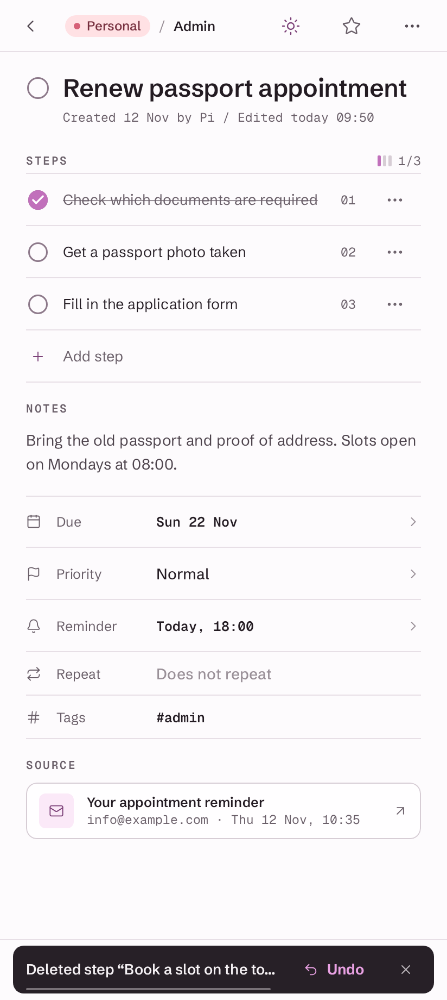 Personal / Admin
Renew passport appointment
Created 12 Nov by Pi / Edited today 09:50
STEPS 1/3
Check which documents are required 01
Get a passport photo taken 02
Fill in the application form 03
Add step
NOTES
Bring the old passport and proof of address. Slots open
on Mondays at 08:00.
Due Sun 22 Nov
Priority Normal
Reminder Today, 18:00
Repeat Does not repeat
Tags #admin
SOURCE
Your appointment reminder
info@example.com · Thu 12 Nov, 10:35
Deleted step “Book a slot on the to… Undo